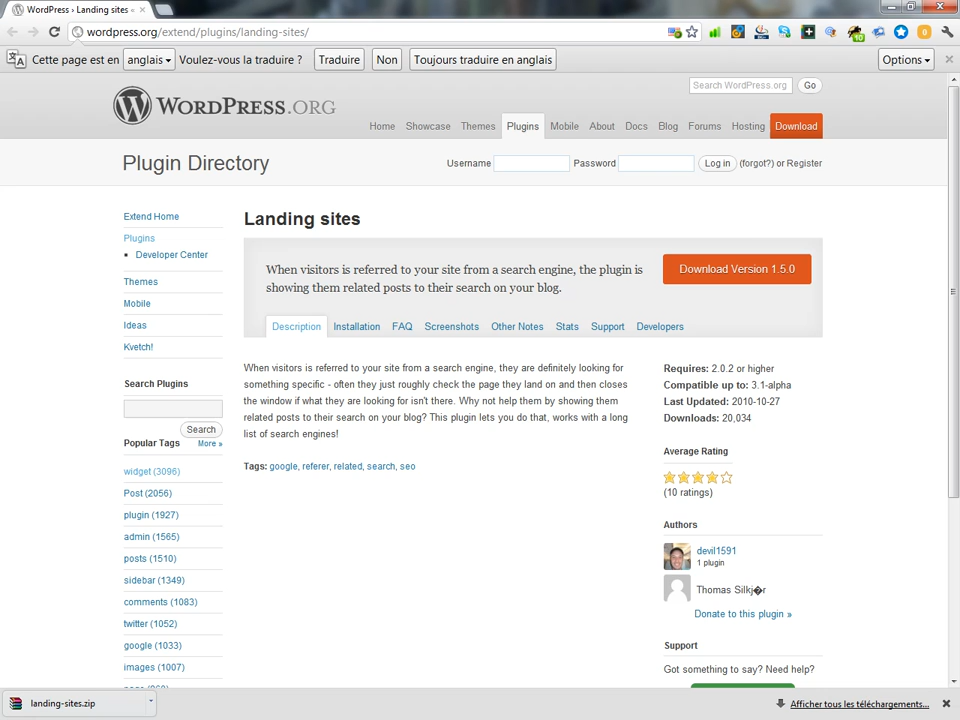 WordPress › Landing sites «
wordpress.org/extend/plugins/landing-sites/
Cette page est en anglais Voulez-vous la traduire ? Traduire Non Toujours traduire en anglais Options
WORDPRESS.ORG
Search WordPress.org Go
Home Showcase Themes Plugins Mobile About Docs Blog Forums Hosting Download
Plugin Directory
Username Password Log in (forgot?) or Register
Extend Home
Plugins
Developer Center
Themes
Mobile
Ideas
Kvetch!
Search Plugins
Search
Popular Tags More »
widget (3096)
Post (2056)
plugin (1927)
admin (1565)
posts (1510)
sidebar (1349)
comments (1083)
twitter (1052)
google (1033)
images (1007)
Landing sites
When visitors is referred to your site from a search engine, the plugin is
showing them related posts to their search on your blog.
Download Version 1.5.0
Description Installation FAQ Screenshots Other Notes Stats Support Developers
When visitors is referred to your site from a search engine, they are definitely looking for
something specific - often they just roughly check the page they land on and then closes
the window if what they are looking for isn't there. Why not help them by showing them
related posts to their search on your blog? This plugin lets you do that, works with a long
list of search engines!
Tags: google, referer, related, search, seo
Requires: 2.0.2 or higher
Compatible up to: 3.1-alpha
Last Updated: 2010-10-27
Downloads: 20,034
Average Rating
(10 ratings)
Authors
devil1591
1 plugin
Thomas Silkj�r
Donate to this plugin »
Support
Got something to say? Need help?
landing-sites.zip
Afficher tous les téléchargements...